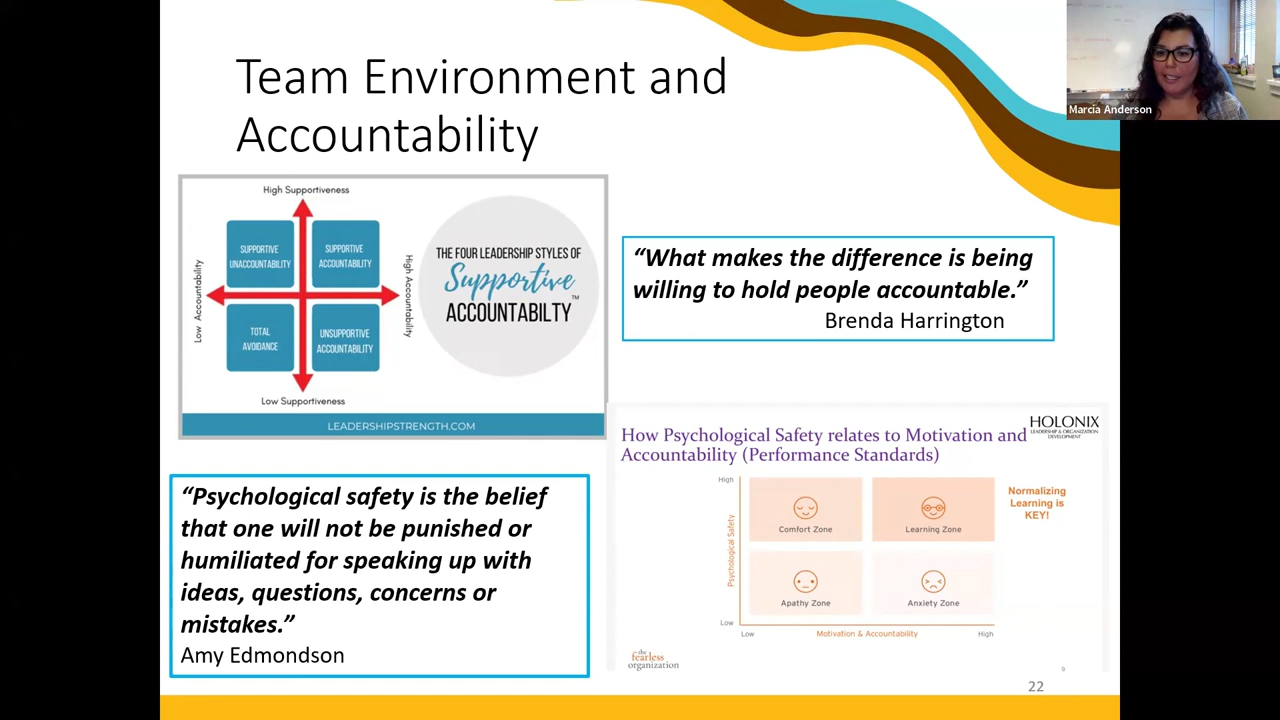 Team Environment and
Accountability
Marcia Anderson
High Supportiveness
Low Accountability
SUPPORTIVE
UNACCOUNTABILITY
SUPPORTIVE
ACCOUNTABILITY
TOTAL
AVOIDANCE
UNSUPPORTIVE
ACCOUNTABILITY
High Accountability
Low Supportiveness
THE FOUR LEADERSHIP STYLES OF
Supportive
ACCOUNTABILTY™
LEADERSHIPSTRENGTH.COM
“What makes the difference is being
willing to hold people accountable.”
Brenda Harrington
“Psychological safety is the belief
that one will not be punished or
humiliated for speaking up with
ideas, questions, concerns or
mistakes.”
Amy Edmondson
HOLONIX
LEADERSHIP & ORGANIZATION
DEVELOPMENT
How Psychological Safety relates to Motivation and
Accountability (Performance Standards)
High
Psychological Safety
Low
Comfort Zone
Learning Zone
Apathy Zone
Anxiety Zone
Low
Motivation & Accountability
High
Normalizing
Learning is
KEY!
the
fearless
organization
9
22